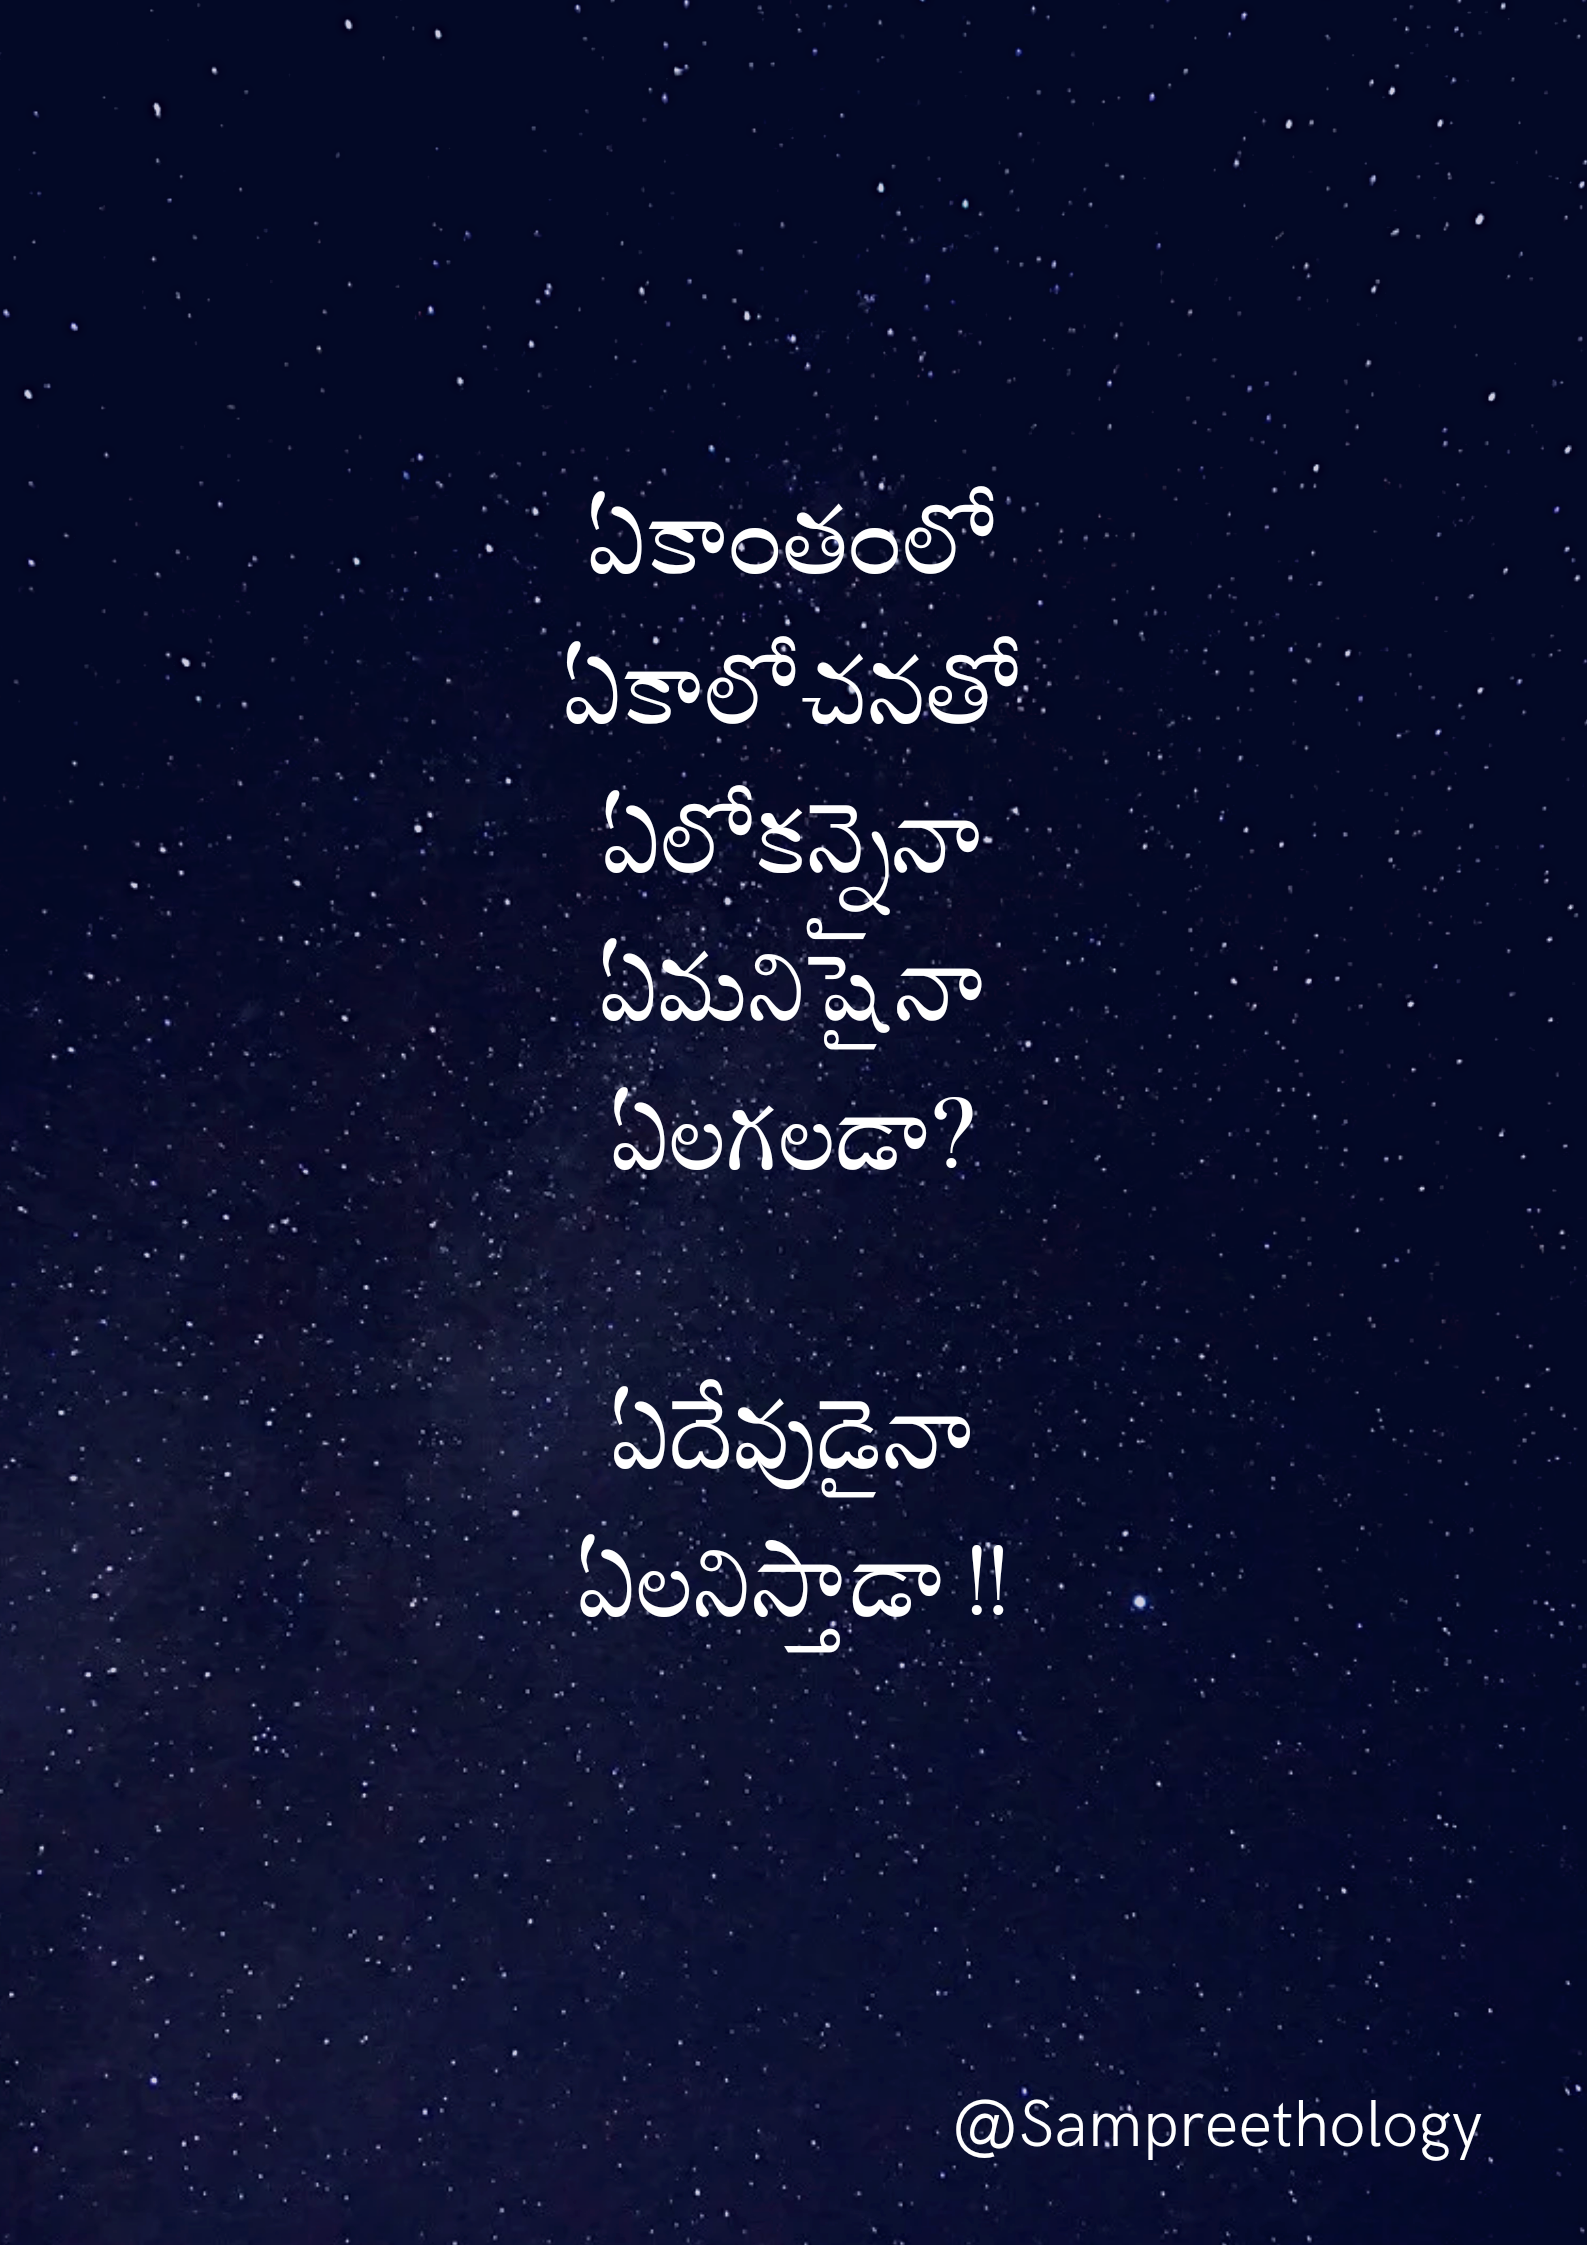 ఏకాంతంలో
ఏకాలోచనతో
ఏలోకన్నైనా
ఏమనిషైనా
ఏలగలడా?
ఏదేవుడైనా
ఏలనిస్తాడా !!
@Sampreethology